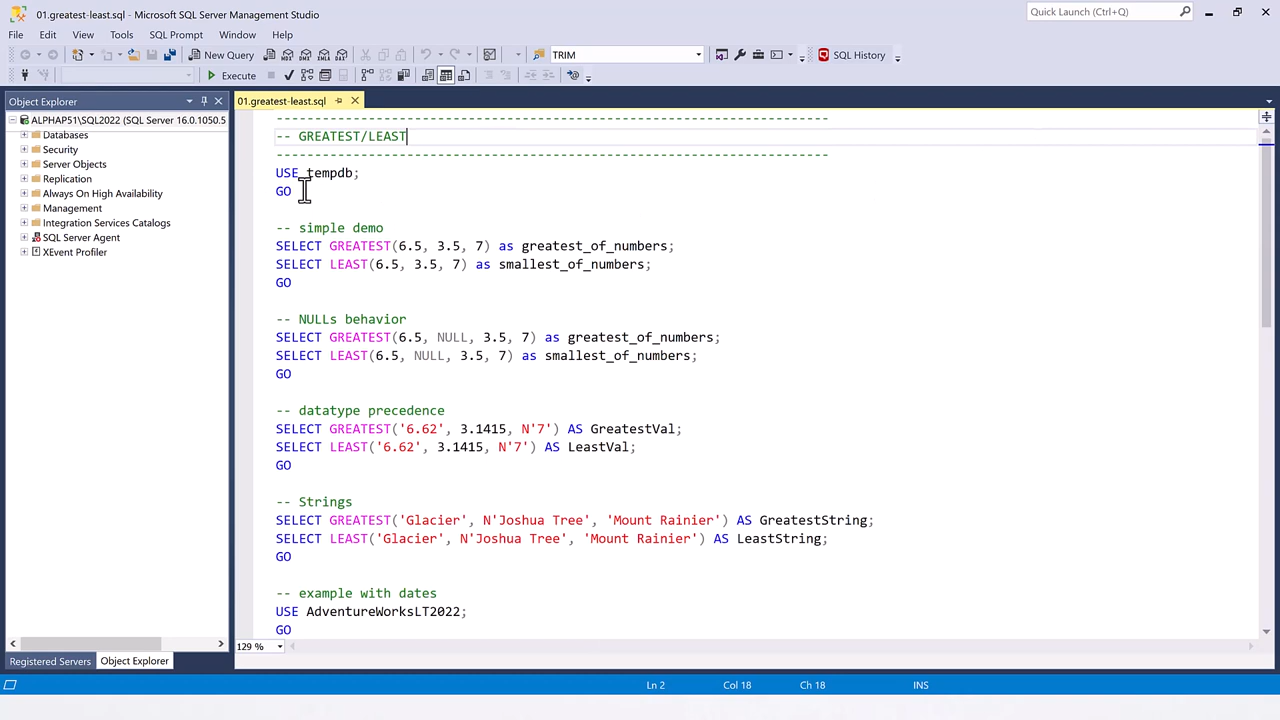 01.greatest-least.sql - Microsoft SQL Server Management Studio
Quick Launch (Ctrl+Q)
File Edit View Tools SQL Prompt Window Help
New Query
TRIM
SQL History
Execute
Object Explorer
01.greatest-least.sql
ALPHAP51\SQL2022 (SQL Server 16.0.1050.5
Databases
Security
Server Objects
Replication
Always On High Availability
Management
Integration Services Catalogs
SQL Server Agent
XEvent Profiler
------------------------------------------------------------------------
-- GREATEST/LEAST
------------------------------------------------------------------------
USE tempdb;
GO
-- simple demo
SELECT GREATEST(6.5, 3.5, 7) as greatest_of_numbers;
SELECT LEAST(6.5, 3.5, 7) as smallest_of_numbers;
GO
-- NULLs behavior
SELECT GREATEST(6.5, NULL, 3.5, 7) as greatest_of_numbers;
SELECT LEAST(6.5, NULL, 3.5, 7) as smallest_of_numbers;
GO
-- datatype precedence
SELECT GREATEST('6.62', 3.1415, N'7') AS GreatestVal;
SELECT LEAST('6.62', 3.1415, N'7') AS LeastVal;
GO
-- Strings
SELECT GREATEST('Glacier', N'Joshua Tree', 'Mount Rainier') AS GreatestString;
SELECT LEAST('Glacier', N'Joshua Tree', 'Mount Rainier') AS LeastString;
GO
-- example with dates
USE AdventureWorksLT2022;
GO
129 %
Registered Servers Object Explorer
Ln 2 Col 18 Ch 18 INS